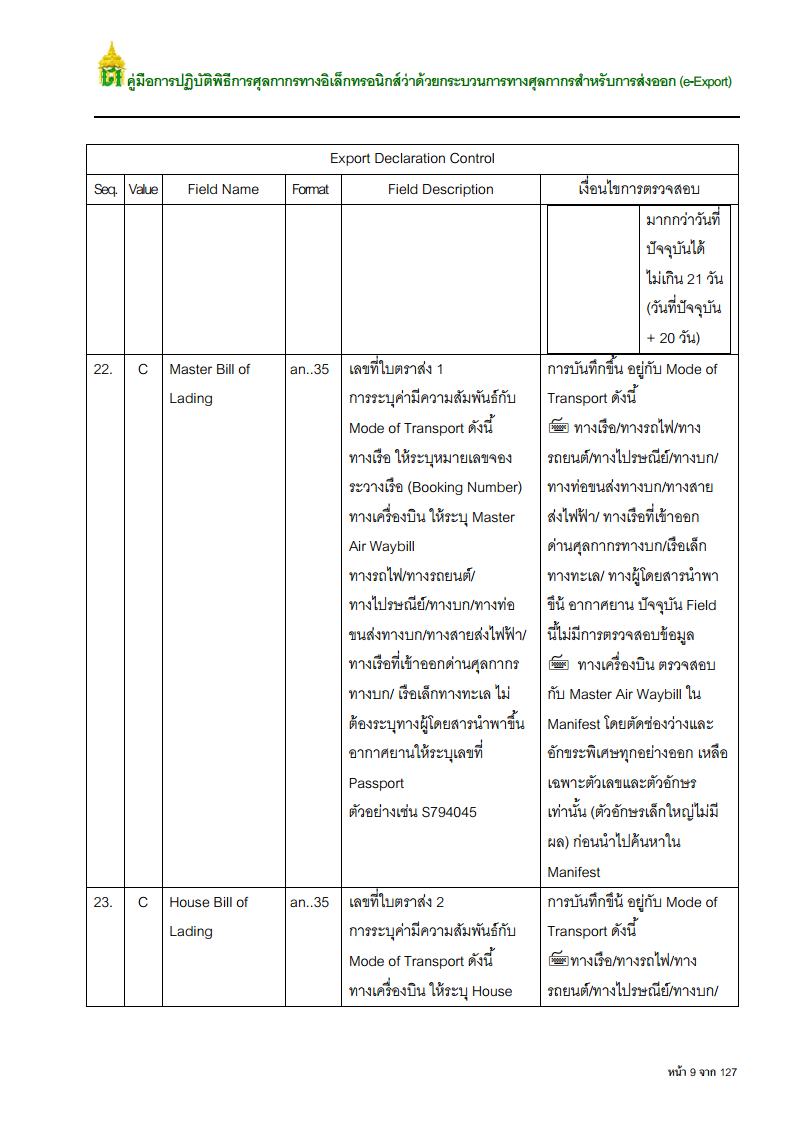 คู่มือการปฏิบัติพิธีการศุลกากรทางอิเล็กทรอนิกส์ว่าด้วยกระบวนการทางศุลกากรสำหรับการส่งออก (e-Export)
Export Declaration Control
Seq. Value Field Name Format Field Description เงื่อนไขการตรวจสอบ
มากกว่าวันที่
ปัจจุบันได้
ไม่เกิน 21 วัน
(วันที่ปัจจุบัน
+ 20 วัน)
22. C Master Bill of an..35 เลขที่ใบตราส่ง 1 การบันทึกขึ้น อยู่กับ Mode of
Lading การระบุค่ามีความสัมพันธ์กับ Transport ดังนี้
Mode of Transport ดังนี้ ทางเรือ/ทางรถไฟ/ทาง
ทางเรือ ให้ระบุหมายเลขจอง รถยนต์/ทางไปรษณีย์/ทางบก/
ระวางเรือ (Booking Number) ทางท่อขนส่งทางบก/ทางสาย
ทางเครื่องบิน ให้ระบุ Master ส่งไฟฟ้า/ ทางเรือที่เข้าออก
Air Waybill ด่านศุลกากรทางบก/เรือเล็ก
ทางรถไฟ/ทางรถยนต์/ ทางทะเล/ ทางผู้โดยสารนำพา
ทางไปรษณีย์/ทางบก/ทางท่อ ขึ้น อากาศยาน ปัจจุบัน Field
ขนส่งทางบก/ทางสายส่งไฟฟ้า/ นี้ไม่มีการตรวจสอบข้อมูล
ทางเรือที่เข้าออกด่านศุลกากร ทางเครื่องบิน ตรวจสอบ
ทางบก/ เรือเล็กทางทะเล ไม่ กับ Master Air Waybill ใน
ต้องระบุทางผู้โดยสารนำพาขึ้น Manifest โดยตัดช่องว่างและ
อากาศยานให้ระบุเลขที่ อักขระพิเศษทุกอย่างออก เหลือ
Passport เฉพาะตัวเลขและตัวอักษร
ตัวอย่างเช่น S794045 เท่านั้น (ตัวอักษรเล็กใหญ่ไม่มี
ผล) ก่อนนำไปค้นหาใน
Manifest
23. C House Bill of an..35 เลขที่ใบตราส่ง 2 การบันทึกขึ้น อยู่กับ Mode of
Lading การระบุค่ามีความสัมพันธ์กับ Transport ดังนี้
Mode of Transport ดังนี้ ทางเรือ/ทางรถไฟ/ทาง
ทางเครื่องบิน ให้ระบุ House รถยนต์/ทางไปรษณีย์/ทางบก/
หน้า 9 จาก 127